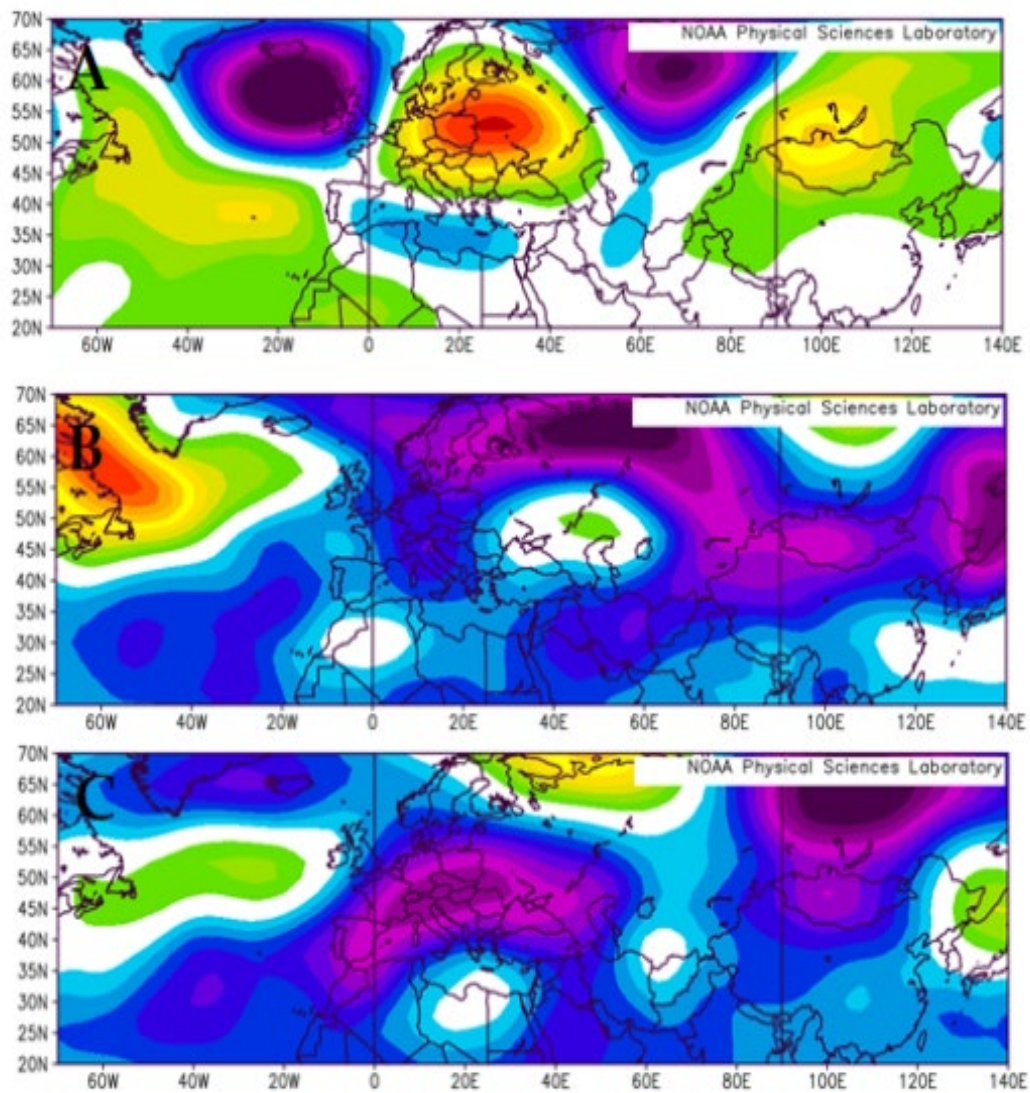 70N
65N
60N
55N
50N
45N
40N
35N
30N
25N
20N
A
NOAA Physical Sciences Laboratory
60W 40W 20W 0 20E 40E 60E 80E 100E 120E 140E
70N
65N
60N
55N
50N
45N
40N
35N
30N
25N
20N
B
NOAA Physical Sciences Laboratory
60W 40W 20W 0 20E 40E 60E 80E 100E 120E 140E
70N
65N
60N
55N
50N
45N
40N
35N
30N
25N
20N
C
NOAA Physical Sciences Laboratory
60W 40W 20W 0 20E 40E 60E 80E 100E 120E 140E